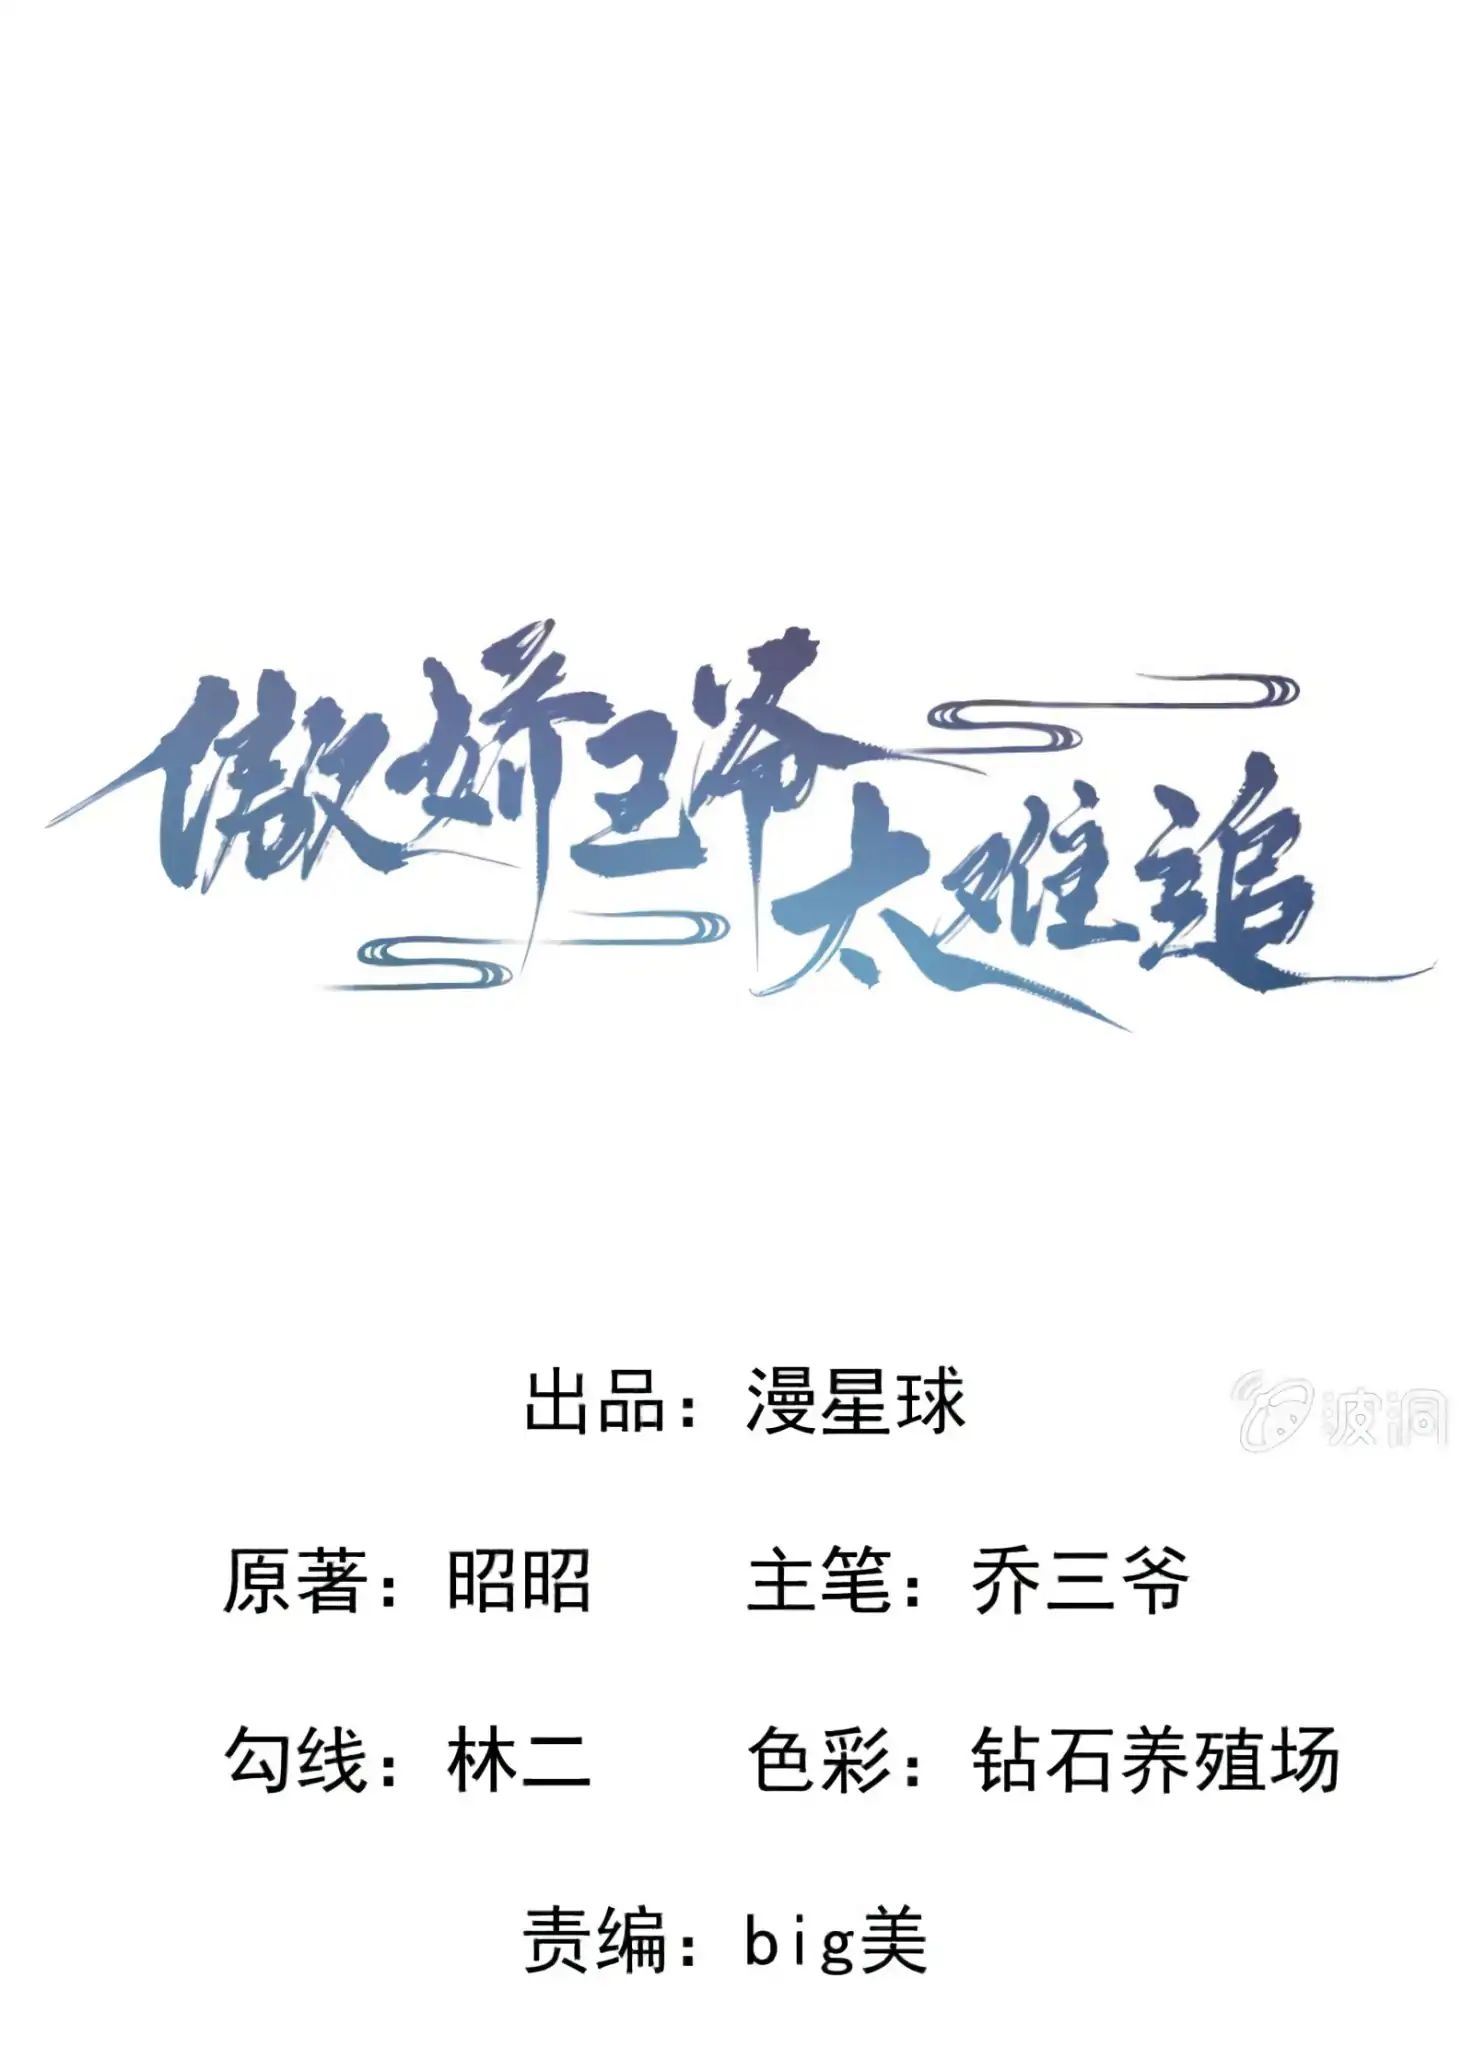 傲娇王爷
太难追
出品：漫星球
波洞
原著：昭昭 主笔：乔三爷
勾线：林二 色彩：钻石养殖场
责编：big美